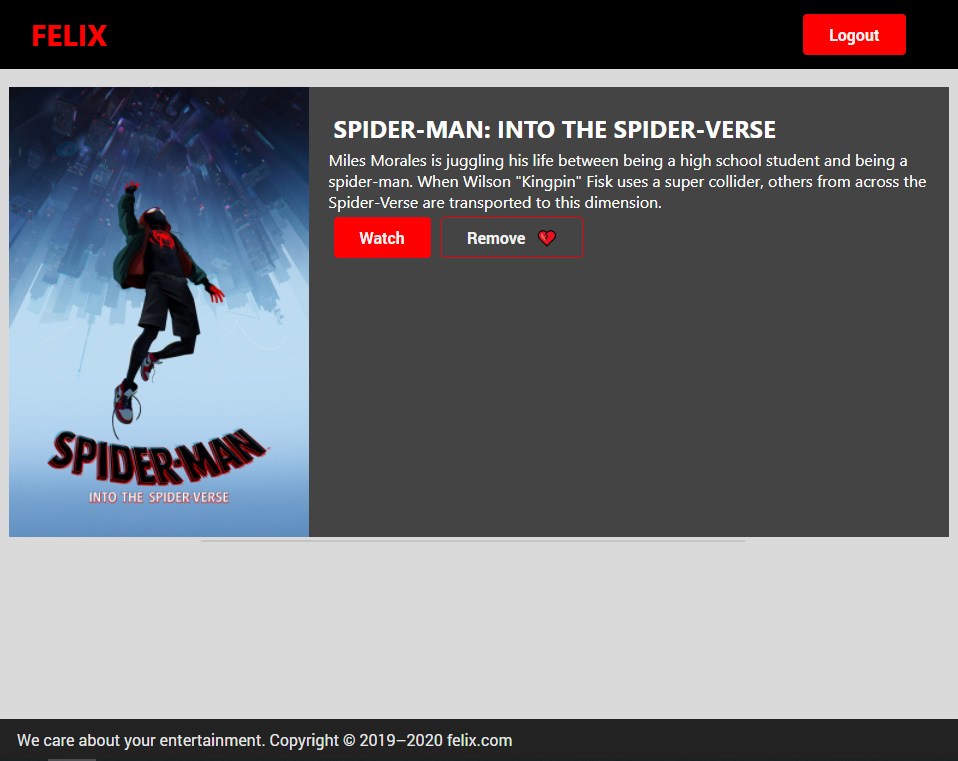 FELIX
Logout
SPIDER-MAN: INTO THE SPIDER-VERSE
Miles Morales is juggling his life between being a high school student and being a
spider-man. When Wilson "Kingpin" Fisk uses a super collider, others from across the
Spider-Verse are transported to this dimension.
Watch
Remove
SPIDER-MAN
INTO THE SPIDER-VERSE
We care about your entertainment. Copyright © 2019–2020 felix.com